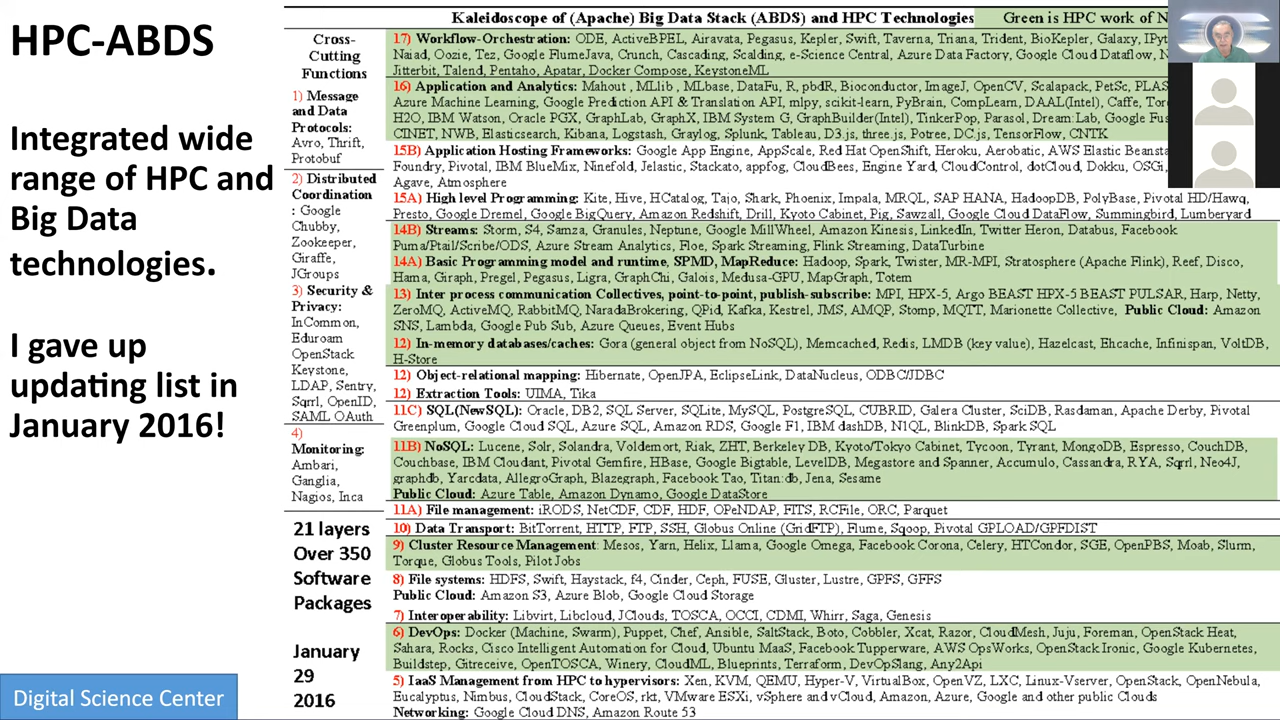 HPC-ABDS
Integrated wide
range of HPC and
Big Data
technologies.
I gave up
updating list in
January 2016!
Digital Science Center
Kaleidoscope of (Apache) Big Data Stack (ABDS) and HPC Technologies
Green is HPC work of
Cross-
Cutting
Functions
1) Message
and Data
Protocols:
Avro, Thrift,
Protobuf
2) Distributed
Coordination
: Google
Chubby,
Zookeeper,
Giraffe,
JGroups
3) Security &
Privacy:
InCommon,
Eduroam
OpenStack
Keystone,
LDAP, Sentry,
Sqrrl, OpenID,
SAML OAuth
4)
Monitoring:
Ambari,
Ganglia,
Nagios, Inca
21 layers
Over 350
Software
Packages
January
29
2016
17) Workflow-Orchestration: ODE, ActiveBPEL, Airavata, Pegasus, Kepler, Swift, Taverna, Triana, Trident, BioKepler, Galaxy,
Naiad, Oozie, Tez, Google FlumeJava, Crunch, Cascading, Scalding, e-Science Central, Azure Data Factory, Google Cloud Dataflow,
Jitterbit, Talend, Pentaho, Apatar, Docker Compose, KeystoneML
16) Application and Analytics: Mahout , MLlib , MLbase, DataFu, R, pbdR, Bioconductor, ImageJ, OpenCV, Scalapack, PetSc,
Azure Machine Learning, Google Prediction API & Translation API, mlpy, scikit-learn, PyBrain, CompLearn, DAAL(Intel), Caffe,
H2O, IBM Watson, Oracle PGX, GraphLab, GraphX, IBM System G, GraphBuilder(Intel), TinkerPop, Parasol, Dream:Lab, Google
CINET, NWB, Elasticsearch, Kibana, Logstash, Graylog, Splunk, Tableau, D3.js, three.js, Potree, DC.js, TensorFlow, CNTK
15B) Application Hosting Frameworks: Google App Engine, AppScale, Red Hat OpenShift, Heroku, Aerobatic, AWS Elastic
Foundry, Pivotal, IBM BlueMix, Ninefold, Jelastic, Stackato, appfog, CloudBees, Engine Yard, CloudControl, dotCloud, Dokku, OSGi,
Agave, Atmosphere
15A) High level Programming: Kite, Hive, HCatalog, Tajo, Shark, Phoenix, Impala, MRQL, SAP HANA, HadoopDB, PolyBase, Pivotal HD/Hawq,
Presto, Google Dremel, Google BigQuery, Amazon Redshift, Drill, Kyoto Cabinet, Pig, Sawzall, Google Cloud DataFlow, Summingbird, Lumberyard
14B) Streams: Storm, S4, Samza, Granules, Neptune, Google MillWheel, Amazon Kinesis, LinkedIn, Twitter Heron, Databus, Facebook
Puma/Ptail/Scribe/ODS, Azure Stream Analytics, Floe, Spark Streaming, Flink Streaming, DataTurbine
14A) Basic Programming model and runtime, SPMD, MapReduce: Hadoop, Spark, Twister, MR-MPI, Stratosphere (Apache Flink), Reef, Disco,
Hama, Giraph, Pregel, Pegasus, Ligra, GraphChi, Galois, Medusa-GPU, MapGraph, Totem
13) Inter process communication Collectives, point-to-point, publish-subscribe: MPI, HPX-5, Argo BEAST HPX-5 BEAST PULSAR, Harp, Netty,
ZeroMQ, ActiveMQ, RabbitMQ, NaradaBrokering, QPid, Kafka, Kestrel, JMS, AMQP, Stomp, MQTT, Marionette Collective, Public Cloud: Amazon
SNS, Lambda, Google Pub Sub, Azure Queues, Event Hubs
12) In-memory databases/caches: Gora (general object from NoSQL), Memcached, Redis, LMDB (key value), Hazelcast, Ehcache, Infinispan, VoltDB,
H-Store
12) Object-relational mapping: Hibernate, OpenJPA, EclipseLink, DataNucleus, ODBC/JDBC
12) Extraction Tools: UIMA, Tika
11C) SQL(NewSQL): Oracle, DB2, SQL Server, SQLite, MySQL, PostgreSQL, CUBRID, Galera Cluster, SciDB, Rasdaman, Apache Derby, Pivotal
Greenplum, Google Cloud SQL, Azure SQL, Amazon RDS, Google F1, IBM dashDB, N1QL, BlinkDB, Spark SQL
11B) NoSQL: Lucene, Solr, Solandra, Voldemort, Riak, ZHT, Berkeley DB, Kyoto/Tokyo Cabinet, Tycoon, Tyrant, MongoDB, Espresso, CouchDB,
Couchbase, IBM Cloudant, Pivotal Gemfire, HBase, Google Bigtable, LevelDB, Megastore and Spanner, Accumulo, Cassandra, RYA, Sqrrl, Neo4J,
graphdb, Yarcdata, AllegroGraph, Blazegraph, Facebook Tao, Titan:db, Jena, Sesame
Public Cloud: Azure Table, Amazon Dynamo, Google DataStore
11A) File management: iRODS, NetCDF, CDF, HDF, OPeNDAP, FITS, RCFile, ORC, Parquet
10) Data Transport: BitTorrent, HTTP, FTP, SSH, Globus Online (GridFTP), Flume, Sqoop, Pivotal GPLOAD/GPFDIST
9) Cluster Resource Management: Mesos, Yarn, Helix, Llama, Google Omega, Facebook Corona, Celery, HTCondor, SGE, OpenPBS, Moab, Slurm,
Torque, Globus Tools, Pilot Jobs
8) File systems: HDFS, Swift, Haystack, f4, Cinder, Ceph, FUSE, Gluster, Lustre, GPFS, GFFS
Public Cloud: Amazon S3, Azure Blob, Google Cloud Storage
7) Interoperability: Libvirt, Libcloud, JClouds, TOSCA, OCCI, CDMI, Whirr, Saga, Genesis
6) DevOps: Docker (Machine, Swarm), Puppet, Chef, Ansible, SaltStack, Boto, Cobbler, Xcat, Razor, CloudMesh, Juju, Foreman, OpenStack Heat,
Sahara, Rocks, Cisco Intelligent Automation for Cloud, Ubuntu MaaS, Facebook Tupperware, AWS OpsWorks, OpenStack Ironic, Google Kubernetes,
Buildstep, Gitreceive, OpenTOSCA, Winery, CloudML, Blueprints, Terraform, DevOpSlang, Any2Api
5) IaaS Management from HPC to hypervisors: Xen, KVM, QEMU, Hyper-V, VirtualBox, OpenVZ, LXC, Linux-Vserver, OpenStack, OpenNebula,
Eucalyptus, Nimbus, CloudStack, CoreOS, rkt, VMware ESXi, vSphere and vCloud, Amazon, Azure, Google and other public Clouds
Networking: Google Cloud DNS, Amazon Route 53